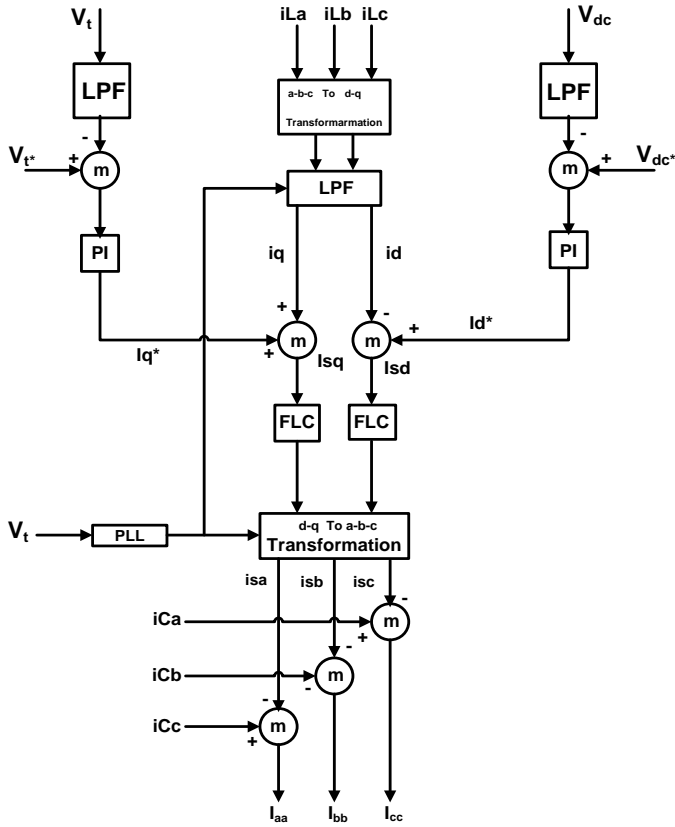 Vt
iLa iLb iLc
Vdc
LPF
a-b-c To d-q
Transformarmation
LPF
-
-
Vt*
+
m
m
+
Vdc*
LPF
PI
PI
iq
id
+
-
Iq*
+
m
m
+
Id*
Isq
Isd
FLC
FLC
Vt
PLL
d-q To a-b-c
Transformation
isa
isb
isc
-
iCa
+
m
-
iCb
-
m
-
iCc
+
m
Iaa
Ibb
Icc